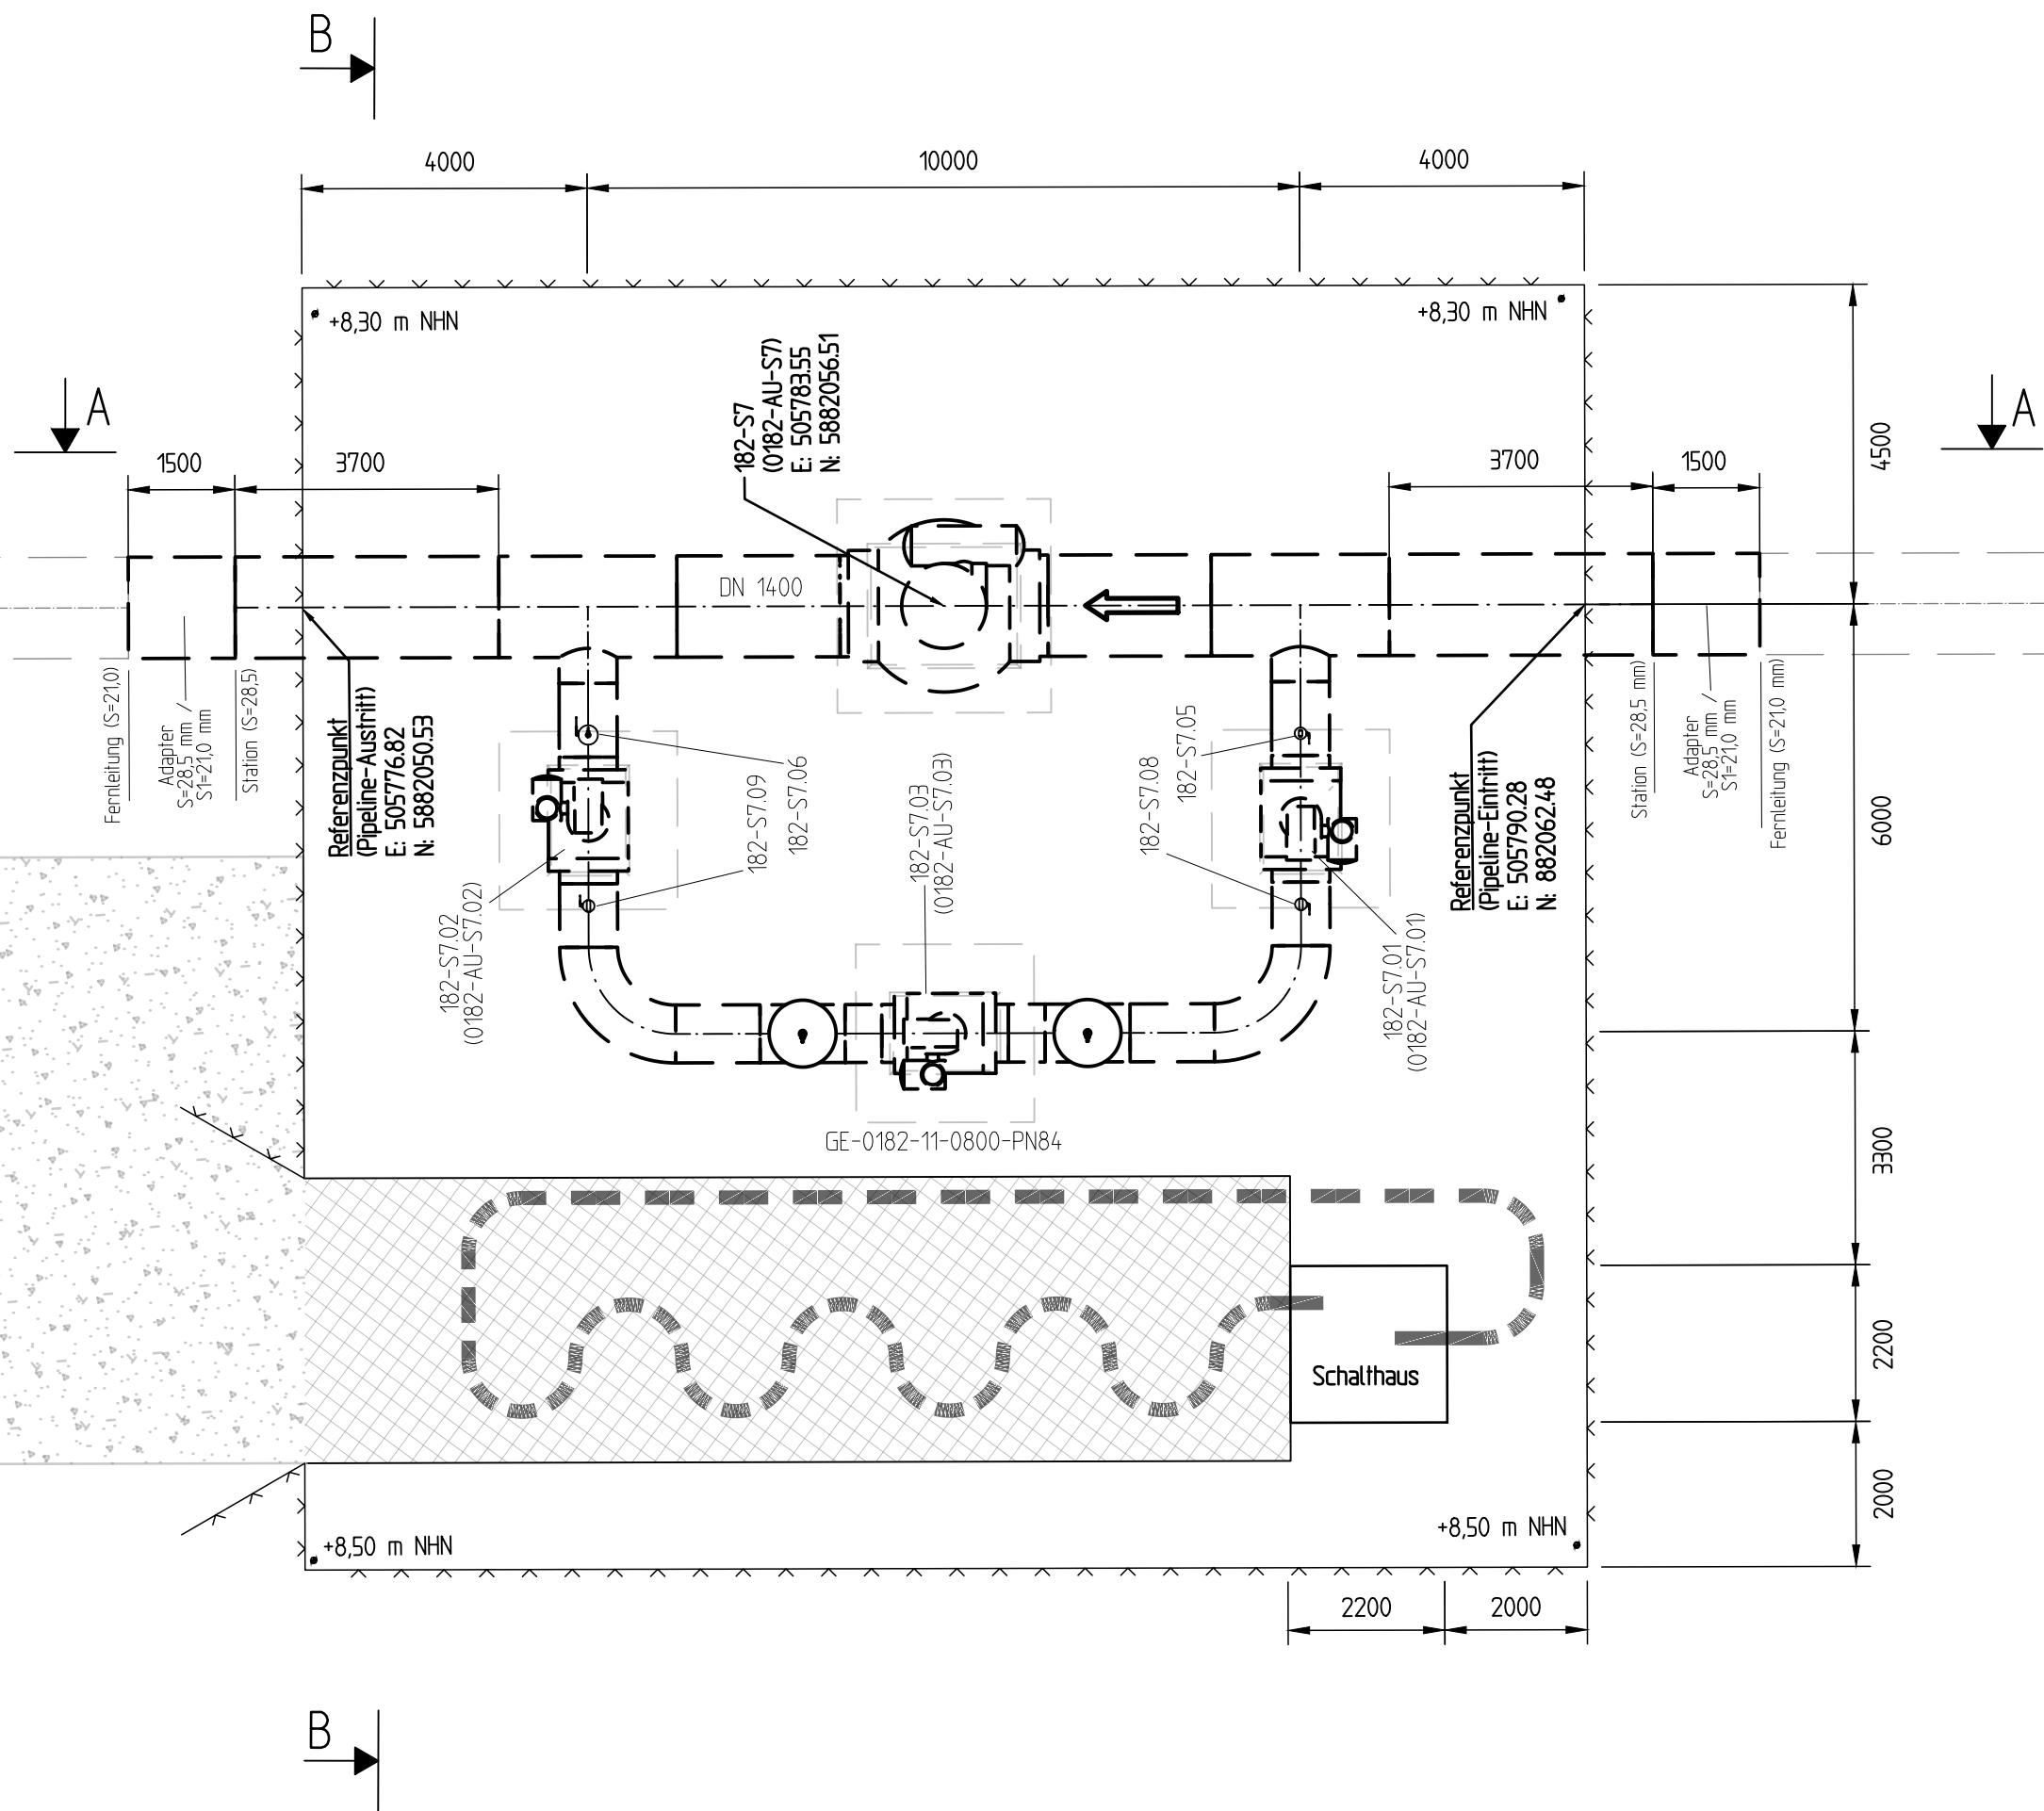 B
4000
10000
4000
+8,30 m NHN
+8,30 m NHN
182-S7
(0182-AU-S7)
E: 505783.55
N: 5882056.51
A
A
1500
3700
3700
1500
4500
DN 1400
Fernleitung (S=21,0)
Adapter
S=28,5 mm /
S1=21,0 mm
Station (S=28,5)
Referenzpunkt
(Pipeline-Austritt)
E: 505776.82
N: 5882050.53
182-S7.09
182-S7.06
182-S7.03
(0182-AU-S7.03)
182-S7.08
182-S7.05
Referenzpunkt
(Pipeline-Eintritt)
E: 505790.28
N: 882062.48
Station (S=28,5 mm)
Adapter
S=28,5 mm /
S1=21,0 mm
Fernleitung (S=21,0 mm)
6000
182-S7.02
(0182-AU-S7.02)
182-S7.01
(0182-AU-S7.01)
GE-0182-11-0800-PN84
3300
2200
Schalthaus
2000
+8,50 m NHN
+8,50 m NHN
2200
2000
B